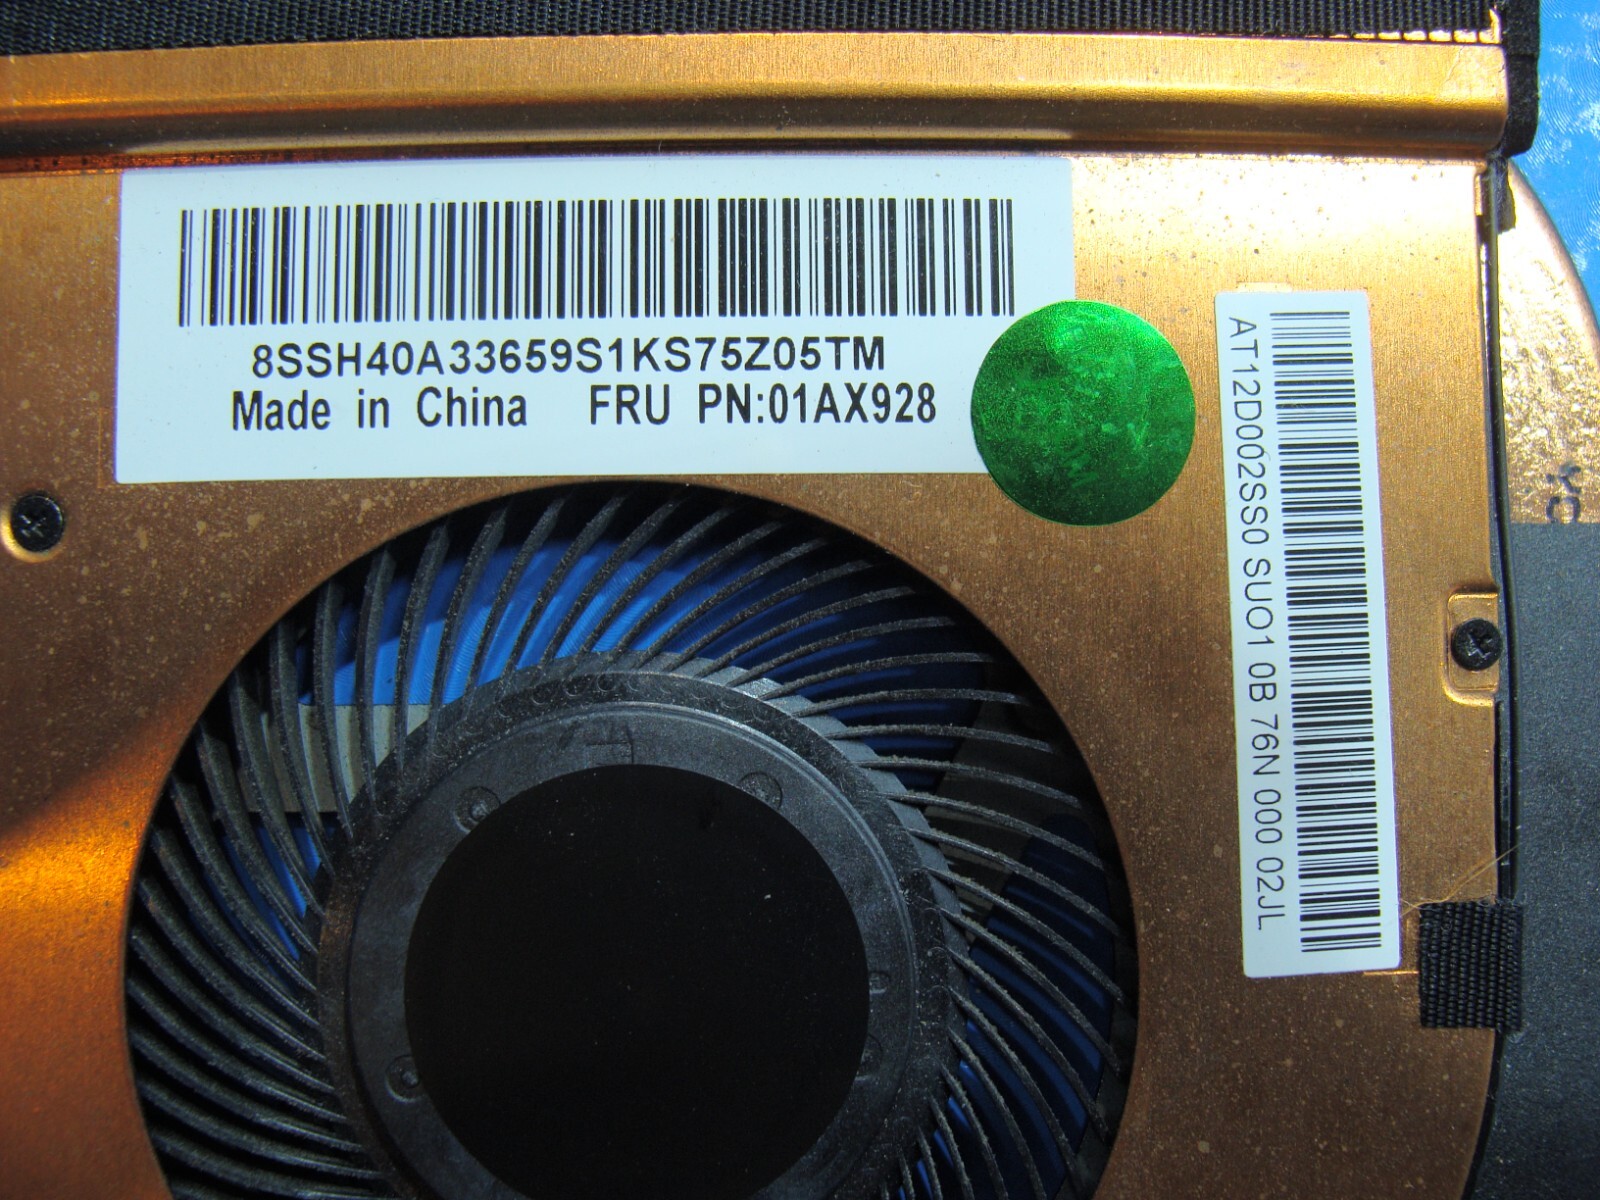 8SSH40A33659S1KS75Z05TM
Made in China FRU PN:01AX928
AT12D002SS0 SUO1 0B 76N 000 02JL